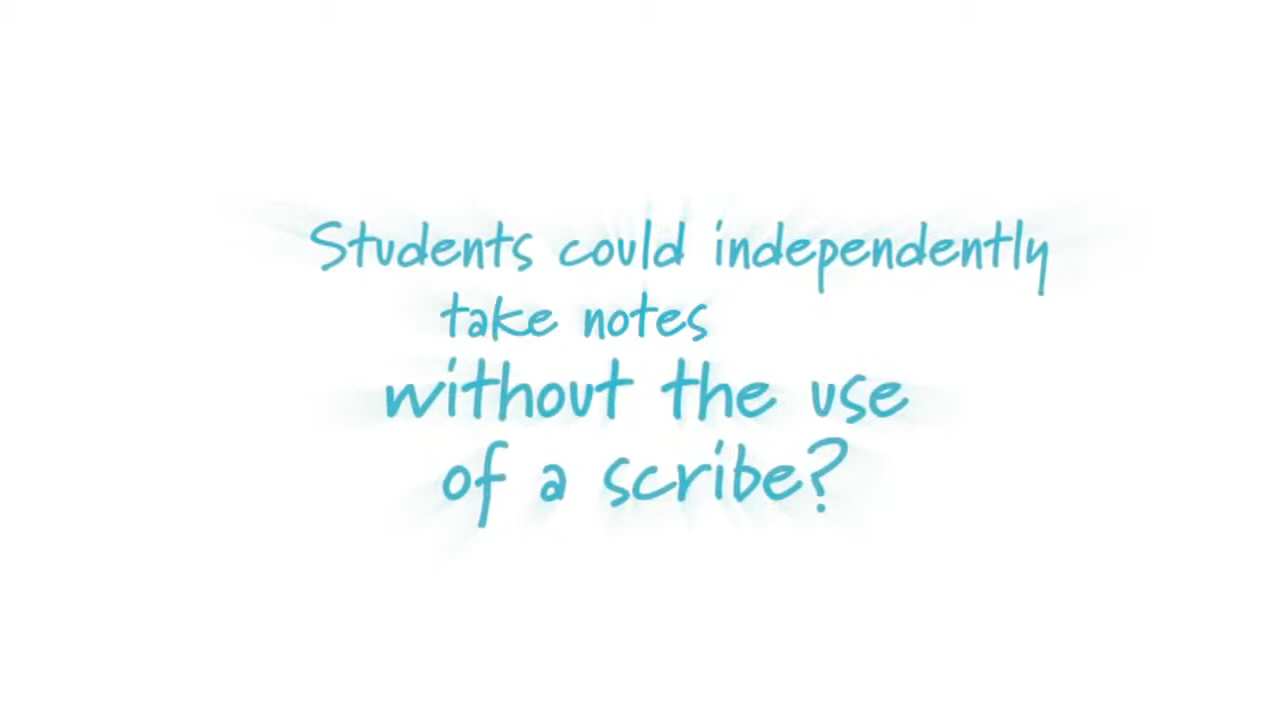 Students could independently
take notes
without the use
of a scribe?